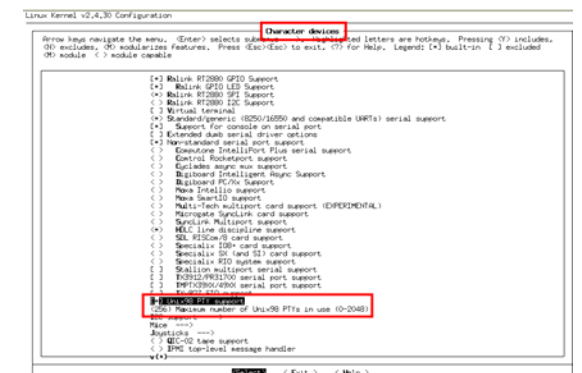 Linux Kernel v2.4.30 Configuration
Character devices
Arrow keys navigate the menu. <Enter> selects submenus --->. Highlighted letters are hotkeys. Pressing <Y> includes,
<N> excludes, <M> modularizes features. Press <Esc><Esc> to exit, <?> for Help. Legend: [*] built-in [ ] excluded
<M> module < > module capable
[*] Ralink RT2880 GPIO Support
[*] Ralink GPIO LED Support
<*> Ralink RT2880 SPI Support
< > Ralink RT2880 I2C Support
[ ] Virtual terminal
<*> Standard/generic (8250/16550 and compatible UARTs) serial support
[*] Support for console on serial port
[ ] Extended dumb serial driver options
[*] Non-standard serial port support
< > Computone IntelliPort Plus serial support
< > Comtrol Rocketport support
< > Cyclades async mux support
< > Digiboard Intelligent Async Support
< > Digiboard PC/Xx Support
< > Moxa Intellio support
< > Moxa SmartIO support
< > Multi-Tech multiport card support (EXPERIMENTAL)
< > Microgate SyncLink card support
< > SyncLink Multiport support
<*> HDLC line discipline support
< > SDL RISCom/8 card support
< > Specialix IO8+ card support
< > Specialix SX (and SI) card support
< > Specialix RIO system support
[ ] Stallion multiport serial support
[ ] TX3912/PR31700 serial port support
[ ] TMPTX39XX/49XX serial port support
[*] Unix98 PTY support
(256) Maximum number of Unix98 PTYs in use (0-2048)
I2C support --->
Mice --->
Joysticks --->
< > QIC-02 tape support
< > IPMI top-level message handler
v(+)
<Select> < Exit > < Help >